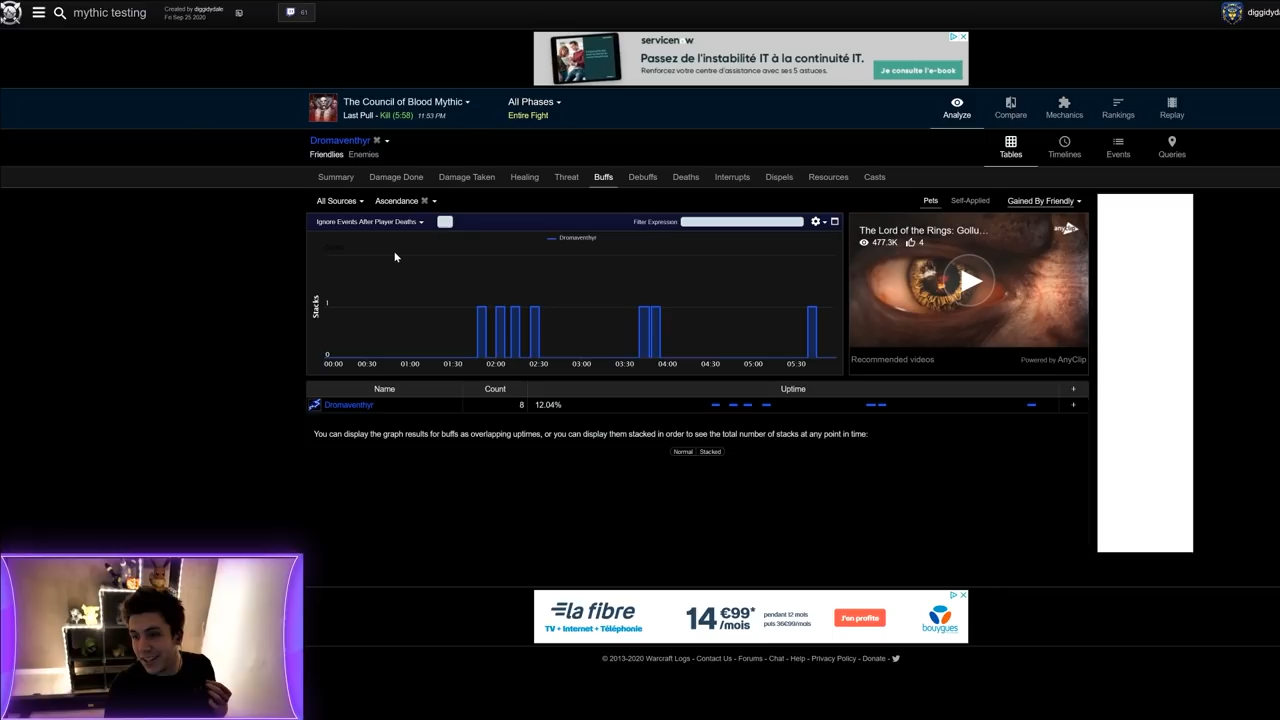 mythic testing
Created by diggidydale
Fri Sep 25 2020
61
diggidyd
servicenow
Passez de l'instabilité IT à la continuité IT.
Renforcez votre centre d'assistance avec ses 5 astuces.
Je consulte l'e-book
The Council of Blood Mythic
Last Pull - Kill (5:58) 11:53 PM
All Phases
Entire Fight
Analyze
Compare
Mechanics
Rankings
Replay
Dromaventhyr
Friendlies Enemies
Tables
Timelines
Events
Queries
Summary
Damage Done
Damage Taken
Healing
Threat
Buffs
Debuffs
Deaths
Interrupts
Dispels
Resources
Casts
All Sources
Ascendance
Pets
Self-Applied
Gained By Friendly
Ignore Events After Player Deaths
Filter Expression:
Dromaventhyr
Stacks
1
0
00:00 00:30 01:00 01:30 02:00 02:30 03:00 03:30 04:00 04:30 05:00 05:30
The Lord of the Rings: Gollu...
477.3K 4
any
Recommended videos
Powered by AnyClip
Name Count Uptime +
Dromaventhyr 8 12.04% +
You can display the graph results for buffs as overlapping uptimes, or you can display them stacked in order to see the total number of stacks at any point in time:
Normal Stacked
la fibre
TV + Internet + Téléphonie
14€99*
/mois
pendant 12 mois
puis 36€99/mois
J'en profite
bouygues
© 2013-2020 Warcraft Logs - Contact Us - Forums - Chat - Help - Privacy Policy - Donate -